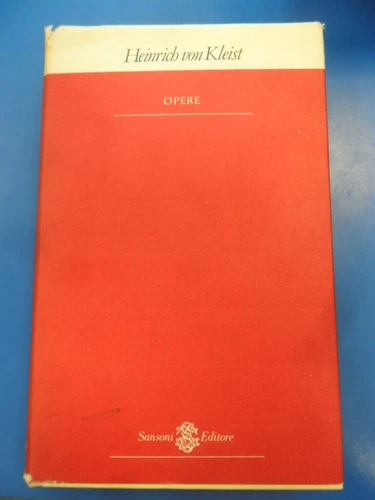 Heinrich von Kleist
OPERE
Sansoni Editore